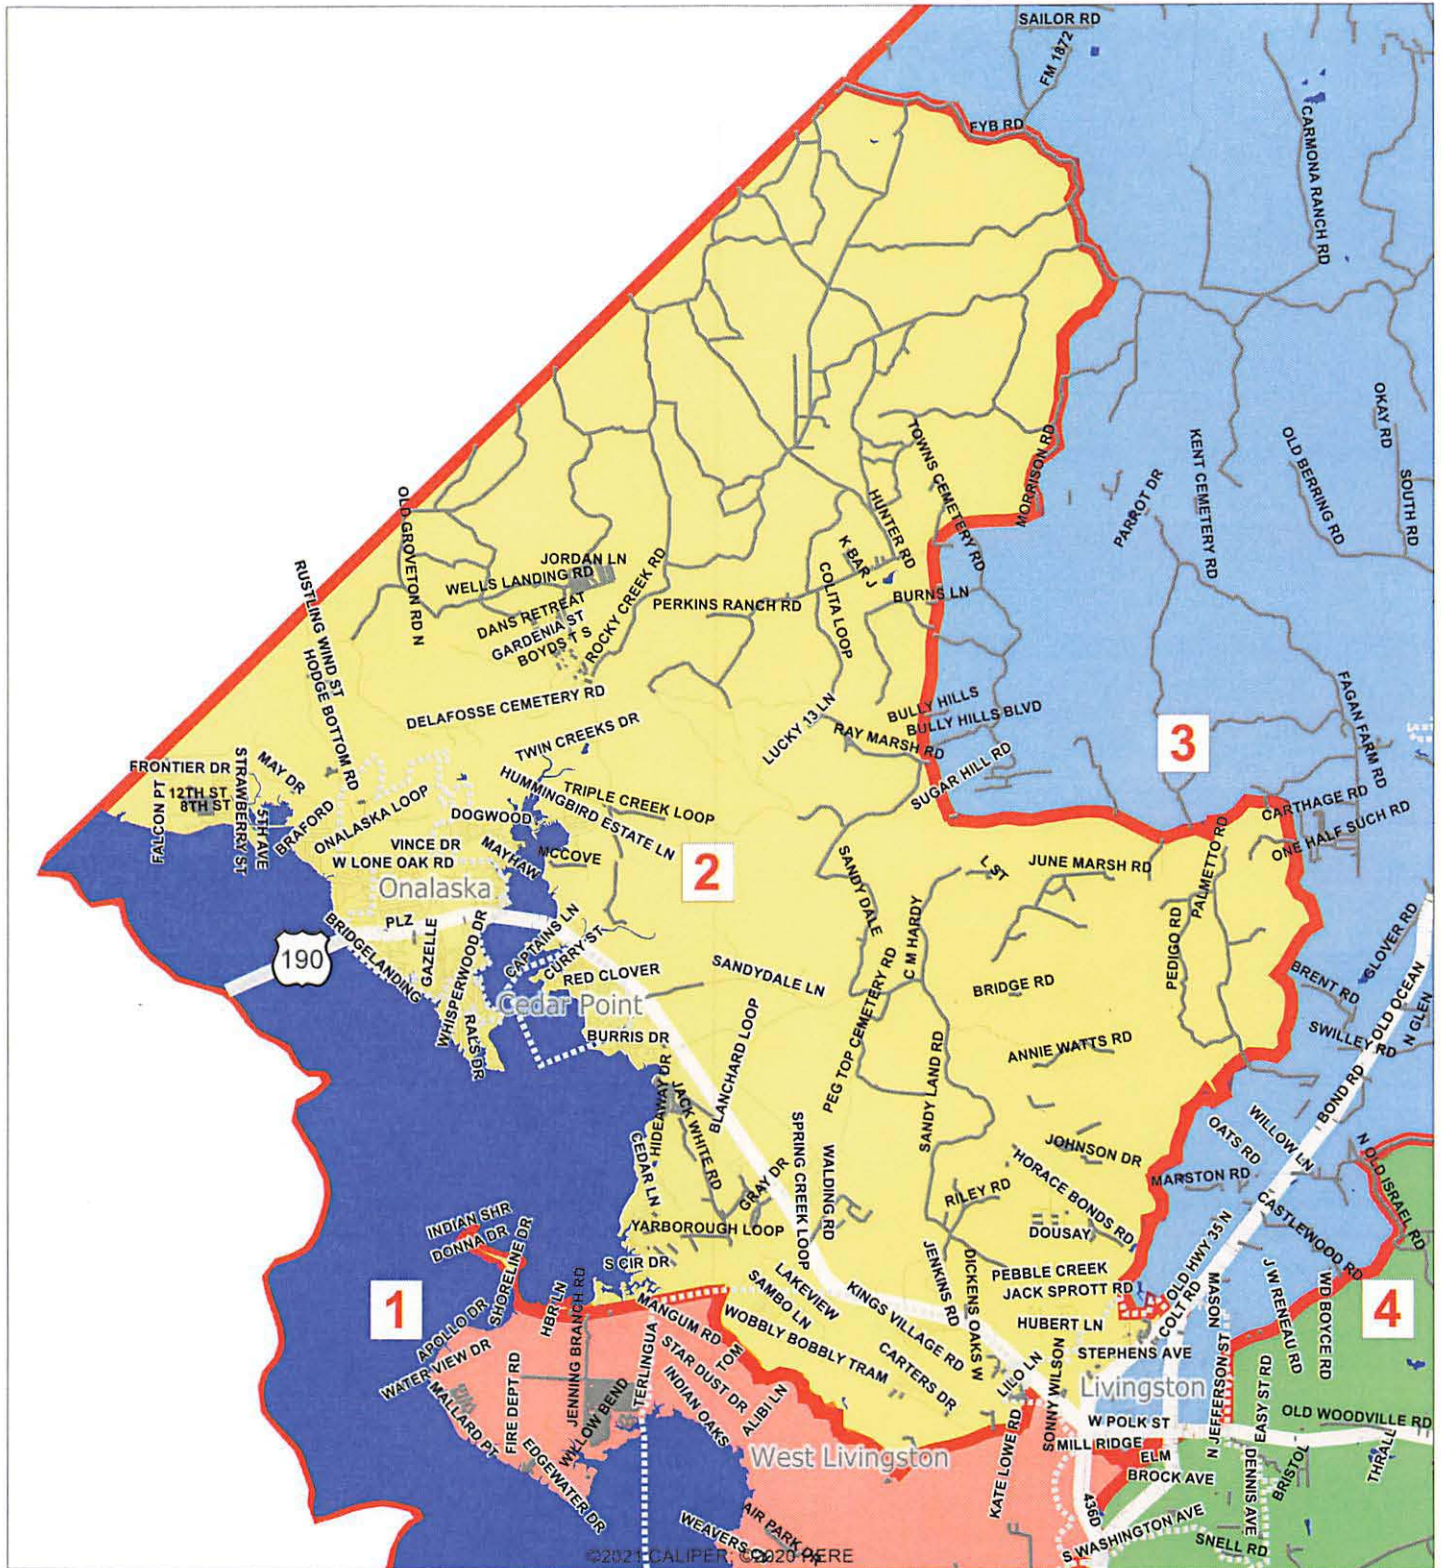 SAILOR RD
FM 1872
FYB RD
CARMONA RANCH RD
OKAY RD
SOUTH RD
OLD BERRING RD
KENT CEMETERY RD
PARROT DR
MORRISON RD
TOWNS CEMETERY RD
HUNTER RD
K BAR J
COLITA LOOP
BURNS LN
OLD GROVETON RD N
JORDAN LN
WELLS LANDING RD
DANS RETREAT
GARDENIA ST
BOYDS T S
ROCKY CREEK RD
PERKINS RANCH RD
RUSTLING WIND ST
HODGE BOTTOM RD
DELAFOSSE CEMETERY RD
TWIN CREEKS DR
LUCKY 13 LN
RAY MARSH RD
BULLY HILLS
BULLY HILLS BLVD
SUGAR HILL RD
3
FAGAN FARM RD
CARTHAGE RD
ONE HALF SUCH RD
FRONTIER DR
12TH ST
8TH ST
FALCON PT
STRAWBERRY ST
5TH AVE
MAY DR
BRAFORD
ONALASKA LOOP
VINCE DR
W LONE OAK RD
DOGWOOD
MAYHAW
HUMMINGBIRD ESTATE LN
TRIPLE CREEK LOOP
MCCOVE
Onalaska
2
SANDY DALE
L ST
JUNE MARSH RD
PALMETTO RD
PEDIGO RD
C M HARDY
PLZ
GAZELLE
BRIDGELANDING
WHISPERWOOD DR
RALS DR
CAPTAINS LN
CURRY ST
RED CLOVER
Cedar Point
190
SANDYDALE LN
BRIDGE RD
BRENT RD
GLOVER RD
OLD OCEAN
N GLEN
SWILLEY RD
BOND RD
BURRIS DR
HIDEAWAY DR
JACK WHITE RD
BLANCHARD LOOP
PEG TOP CEMETERY RD
SANDY LAND RD
ANNIE WATTS RD
CEDAR LN
GRAY DR
SPRING CREEK LOOP
WALDING RD
JOHNSON DR
HORACE BONDS RD
RILEY RD
DOUSAY
OATS RD
WILLOW LN
MARSTON RD
N OLD ISRAEL RD
CASTLEWOOD RD
YARBOROUGH LOOP
S CIR DR
INDIAN SHR
DONNA DR
SHORELINE DR
1
APOLLO DR
WATERVIEW DR
MALLARD PT
HBR LN
JENNING BRANCH RD
FIRE DEPT RD
WILLOW BEND
EDGEWATER DR
TERLINGUA
MANGUM RD
TOM
STAR DUST DR
INDIAN OAKS
ALIBI LN
LAKEVIEW
SAMBO LN
WOBBLY BOBBLY TRAM
KINGS VILLAGE RD
CARTERS DR
JENKINS RD
DICKENS OAKS W
PEBBLE CREEK
JACK SPROTT RD
HUBERT LN
STEPHENS AVE
OLD HWY 35 N
COLT RD
MASON
J W RENEAU RD
WD BOYCE RD
4
LILO LN
SONNY WILSON
Livingston
N JEFFERSON ST
EASY ST RD
OLD WOODVILLE RD
W POLK ST
MILL RIDGE
ELM
BROCK AVE
KATE LOWE RD
West Livingston
436D
DENNIS AVE
BRISTOL
THRALL
S WASHINGTON AVE
SNELL RD
AIR PARK
WEAVERS
©2021 CALIPER; ©2020 HERE